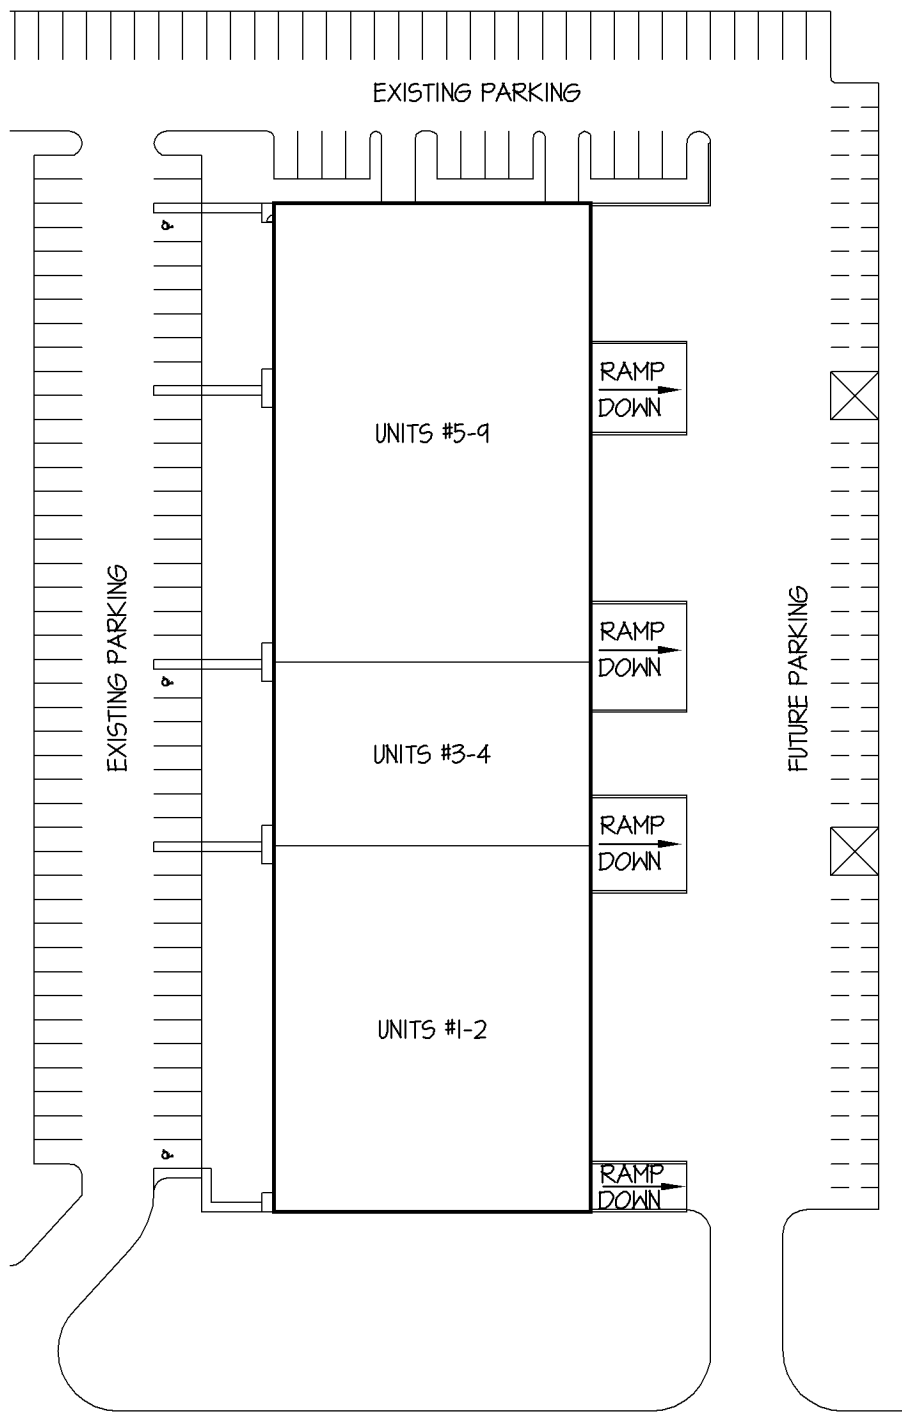 EXISTING PARKING
RAMP
DOWN
UNITS #5-9
EXISTING PARKING
FUTURE PARKING
RAMP
DOWN
UNITS #3-4
RAMP
DOWN
UNITS #1-2
RAMP
DOWN